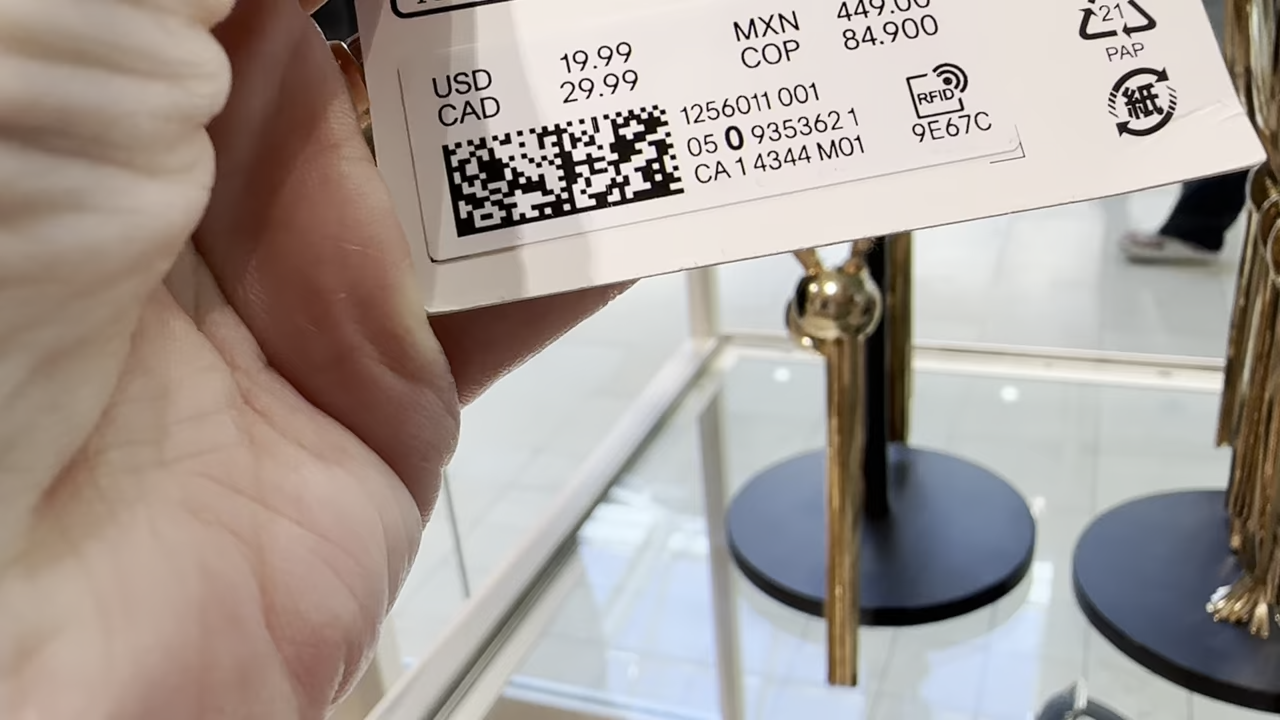 USD 19.99
CAD 29.99
MXN 449.00
COP 84.900
1256011 001
05 0 9353621
CA 1 4344 M01
RFID
9E67C
21
PAP
紙